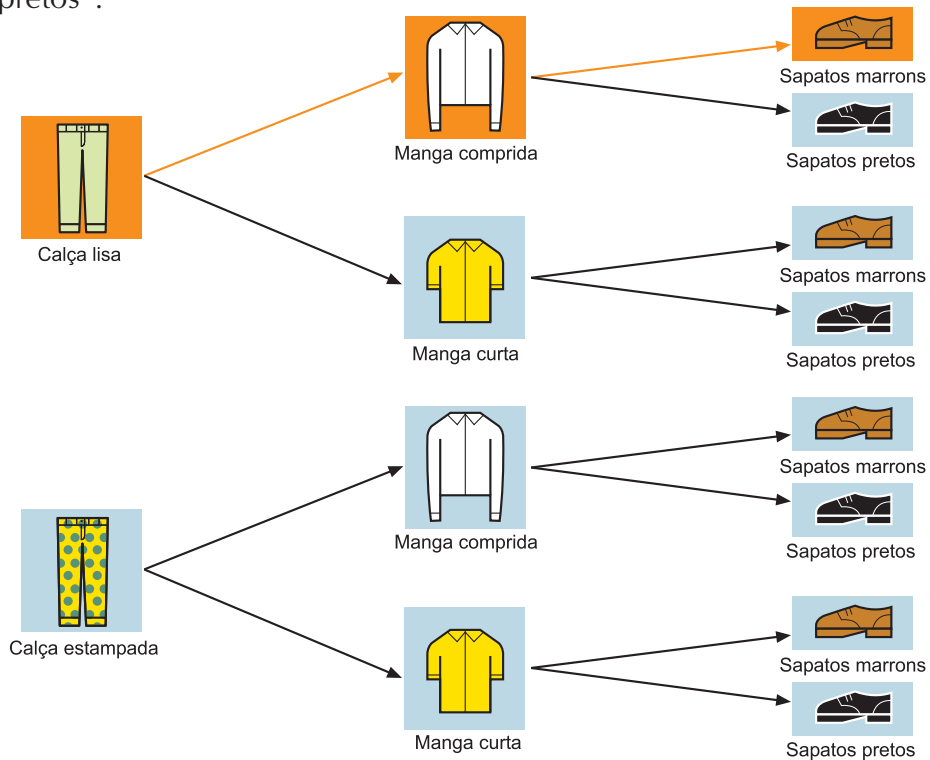 pretos”.
Sapatos marrons
Manga comprida
Sapatos pretos
Calça lisa
Sapatos marrons
Manga curta
Sapatos pretos
Sapatos marrons
Manga comprida
Sapatos pretos
Calça estampada
Sapatos marrons
Manga curta
Sapatos pretos